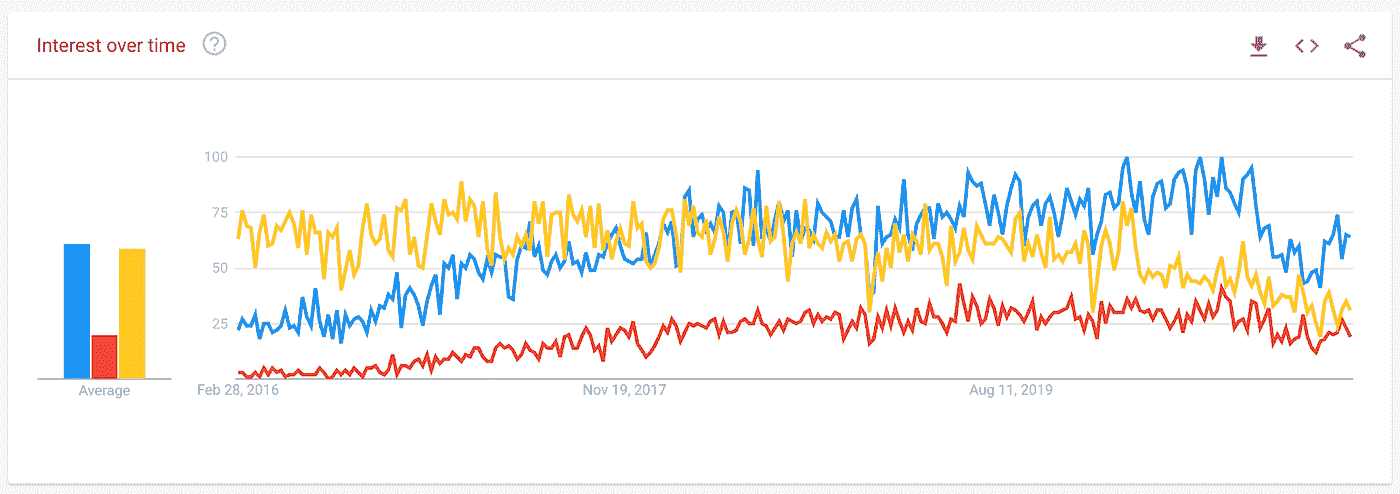 Interest over time ?
100
75
50
25
Average
Feb 28, 2016
Nov 19, 2017
Aug 11, 2019